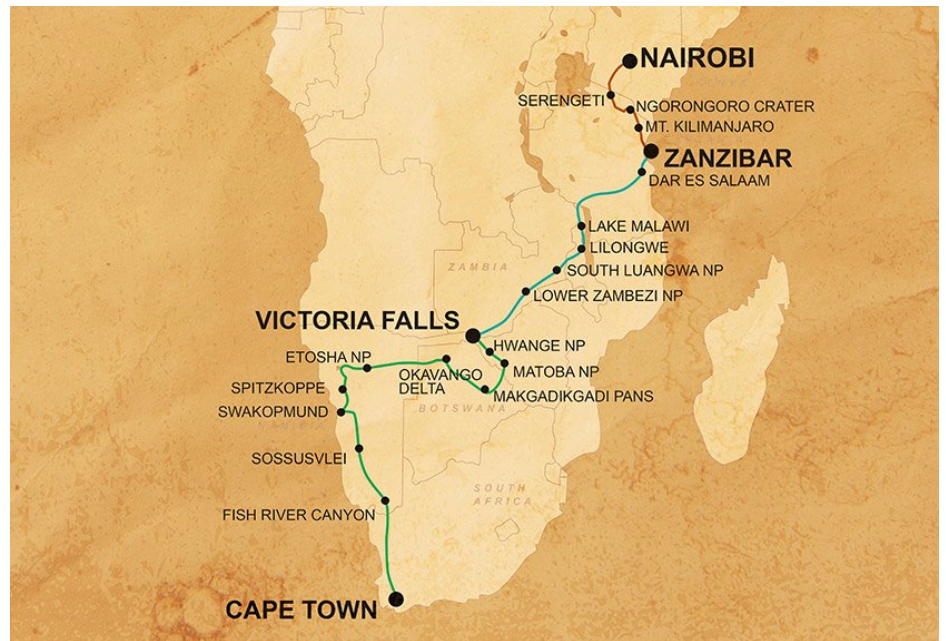 NAIROBI
SERENGETI
NGORONGORO CRATER
MT. KILIMANJARO
ZANZIBAR
DAR ES SALAAM
LAKE MALAWI
LILONGWE
ZAMBIA
SOUTH LUANGWA NP
LOWER ZAMBEZI NP
VICTORIA FALLS
HWANGE NP
ETOSHA NP
OKAVANGO
DELTA
MATOBA NP
SPITZKOPPE
MAKGADIKGADI PANS
BOTSWANA
SWAKOPMUND
NAMIBIA
SOSSUSVLEI
SOUTH
AFRICA
FISH RIVER CANYON
CAPE TOWN